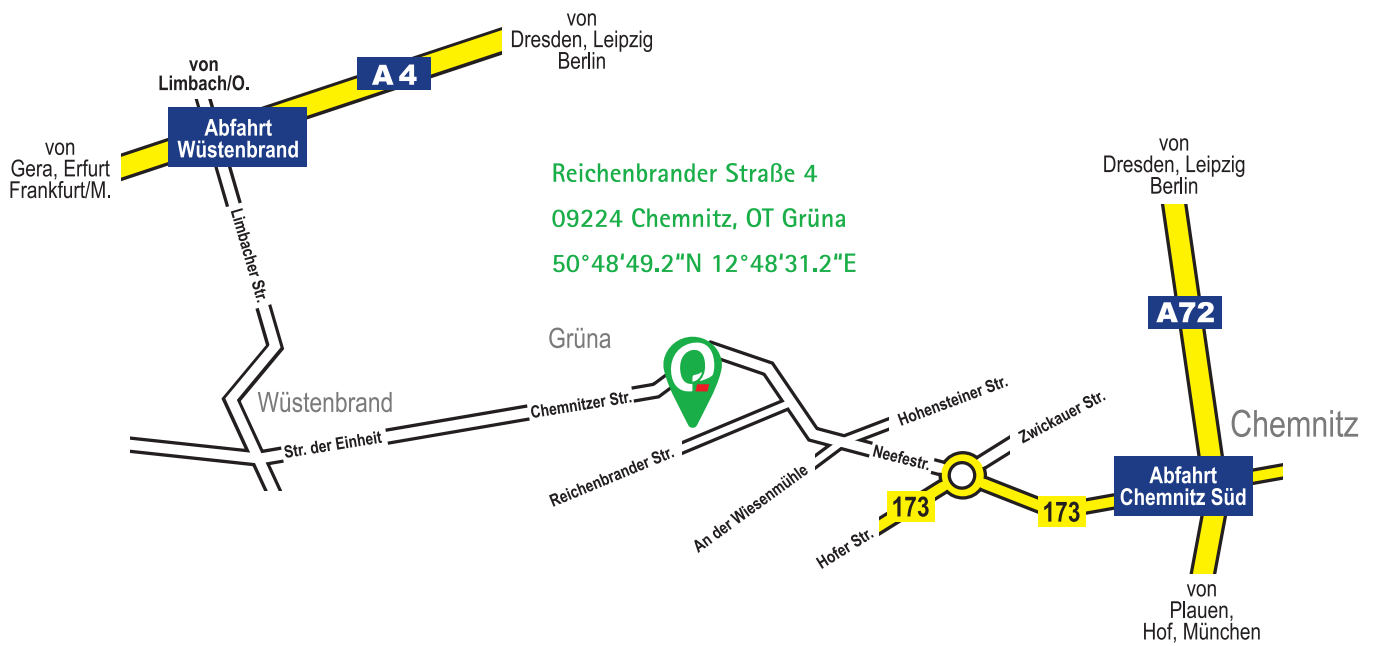 von
Dresden, Leipzig
Berlin
A 4
von
Limbach/O.
Abfahrt
Wüstenbrand
von
Gera, Erfurt
Frankfurt/M.
Limbacher Str.
Reichenbrander Straße 4
09224 Chemnitz, OT Grüna
50°48‘49.2“N 12°48‘31.2“E
von
Dresden, Leipzig
Berlin
A72
Grüna
Wüstenbrand
Chemnitzer Str.
Str. der Einheit
Reichenbrander Str.
Hohensteiner Str.
An der Wiesenmühle
Neefestr.
Zwickauer Str.
Chemnitz
173
Hofer Str.
173
Abfahrt
Chemnitz Süd
von
Plauen,
Hof, München